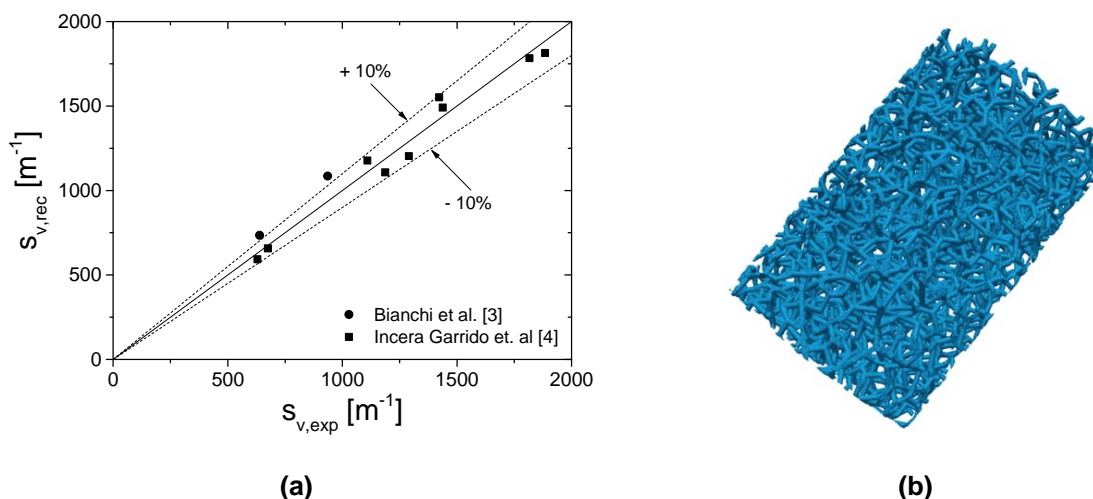 2000
1500
1000
500
0
s_v,rec [m⁻¹]
+ 10%
- 10%
Bianchi et al. [3]
Incera Garrido et. al [4]
0 500 1000 1500 2000
s_v,exp [m⁻¹]
(a) (b)